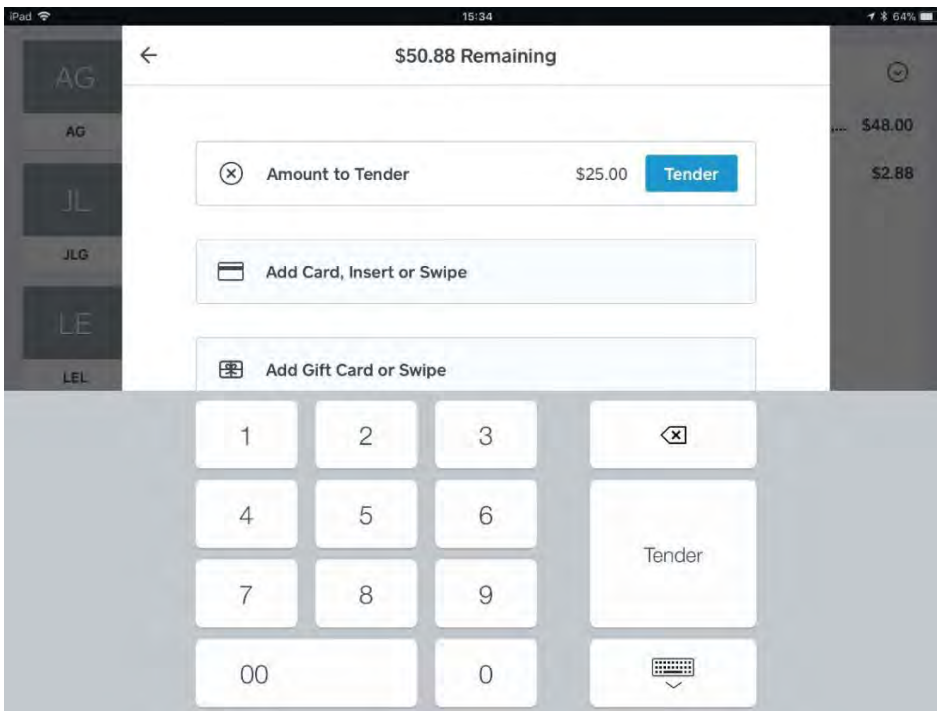 iPad 15:34 64%
$50.88 Remaining
AG
AG
,... $48.00
Amount to Tender $25.00 Tender
$2.88
JL
JLG
Add Card, Insert or Swipe
LE
LEL
Add Gift Card or Swipe
1 2 3
4 5 6
Tender
7 8 9
00 0